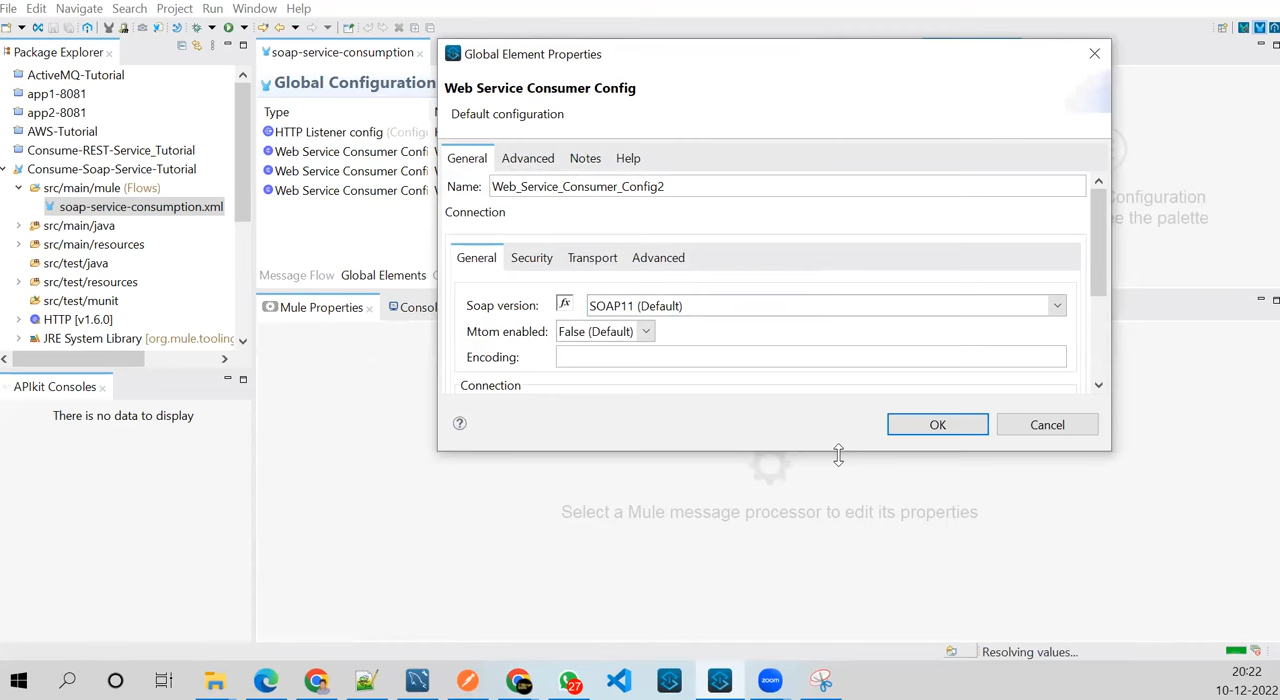 File Edit Navigate Search Project Run Window Help
Package Explorer
ActiveMQ-Tutorial
app1-8081
app2-8081
AWS-Tutorial
Consume-REST-Service_Tutorial
Consume-Soap-Service-Tutorial
src/main/mule (Flows)
soap-service-consumption.xml
src/main/java
src/main/resources
src/test/java
src/test/resources
src/test/munit
HTTP [v1.6.0]
JRE System Library [org.mule.tooling
APIkit Consoles
There is no data to display
soap-service-consumption
Global Configuration
Type
HTTP Listener config (Configu
Web Service Consumer Confi
Web Service Consumer Confi
Web Service Consumer Confi
Message Flow Global Elements
Mule Properties Consol
Global Element Properties
Web Service Consumer Config
Default configuration
General Advanced Notes Help
Name: Web_Service_Consumer_Config2
Connection
General Security Transport Advanced
Soap version: fx SOAP11 (Default)
Mtom enabled: False (Default)
Encoding:
Connection
? OK Cancel
onfiguration
e the palette
Select a Mule message processor to edit its properties
Resolving values...
27
20:22
10-12-2022